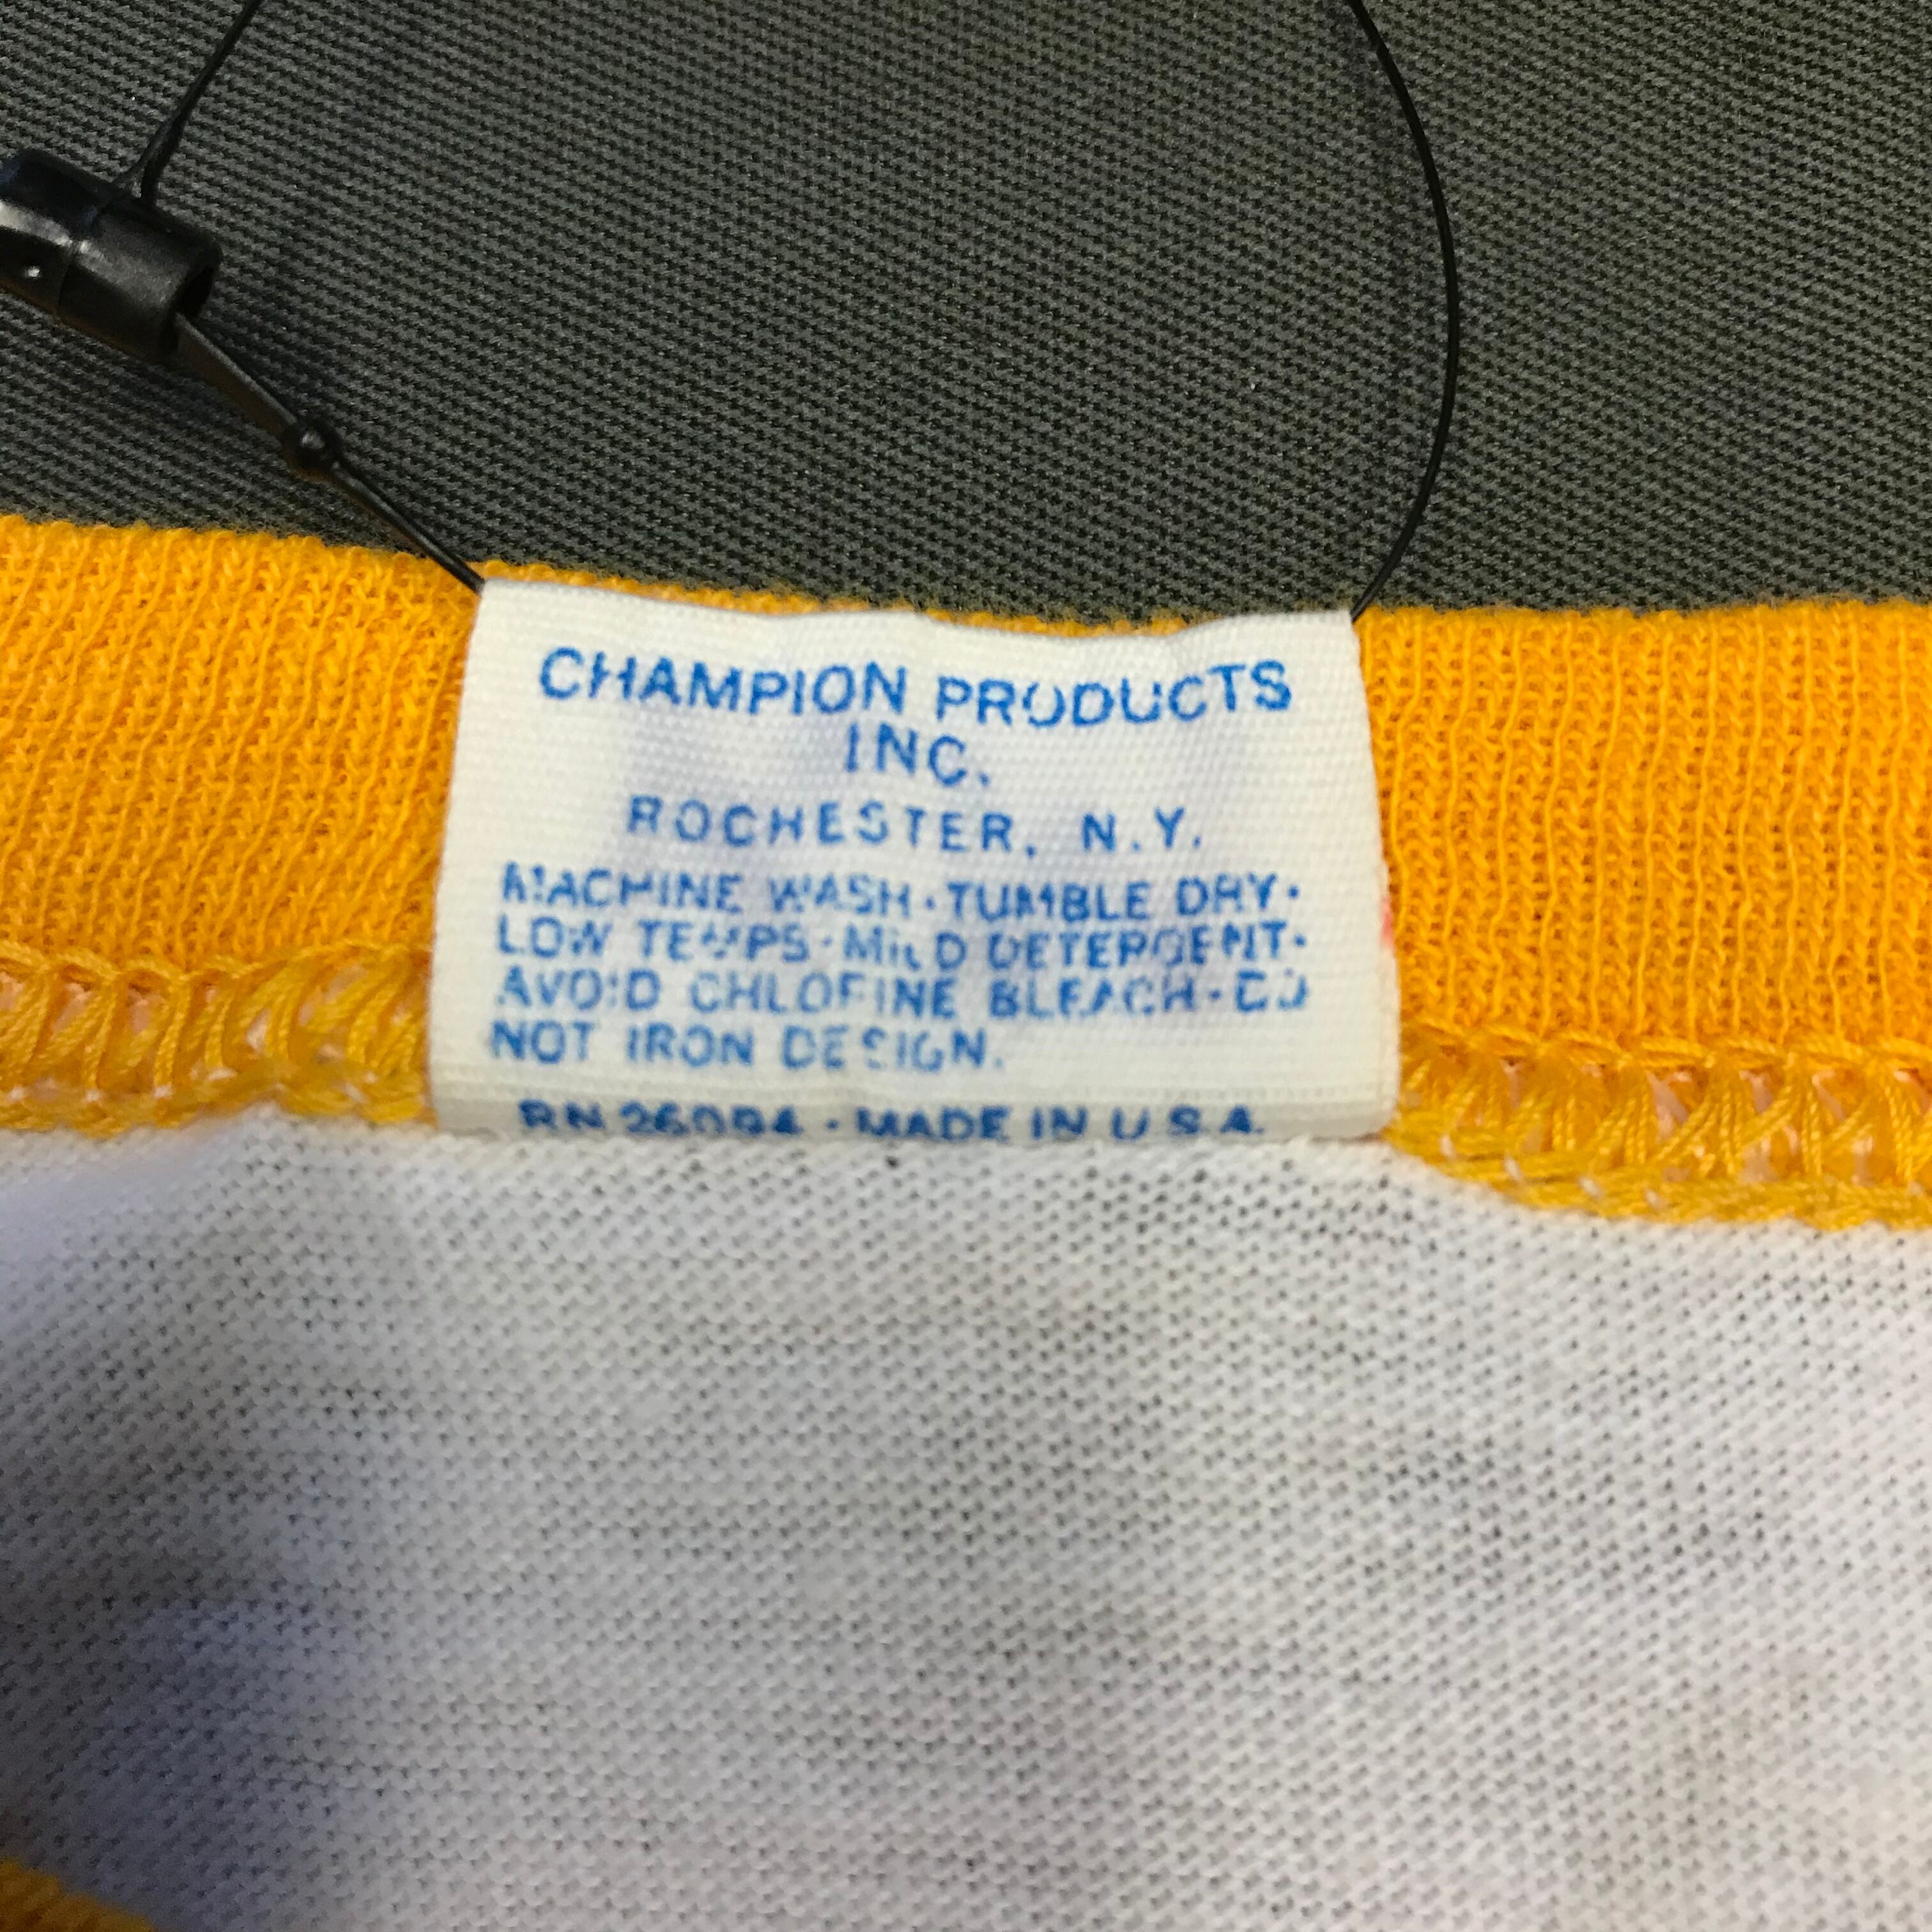 CHAMPION PRODUCTS
INC.
ROCHESTER, N.Y.
MACHINE WASH·TUMBLE DRY·
LOW TEMPS·MILD DETERGENT·
AVOID CHLORINE BLEACH·DO
NOT IRON DESIGN.
RN 26094 · MADE IN U.S.A.